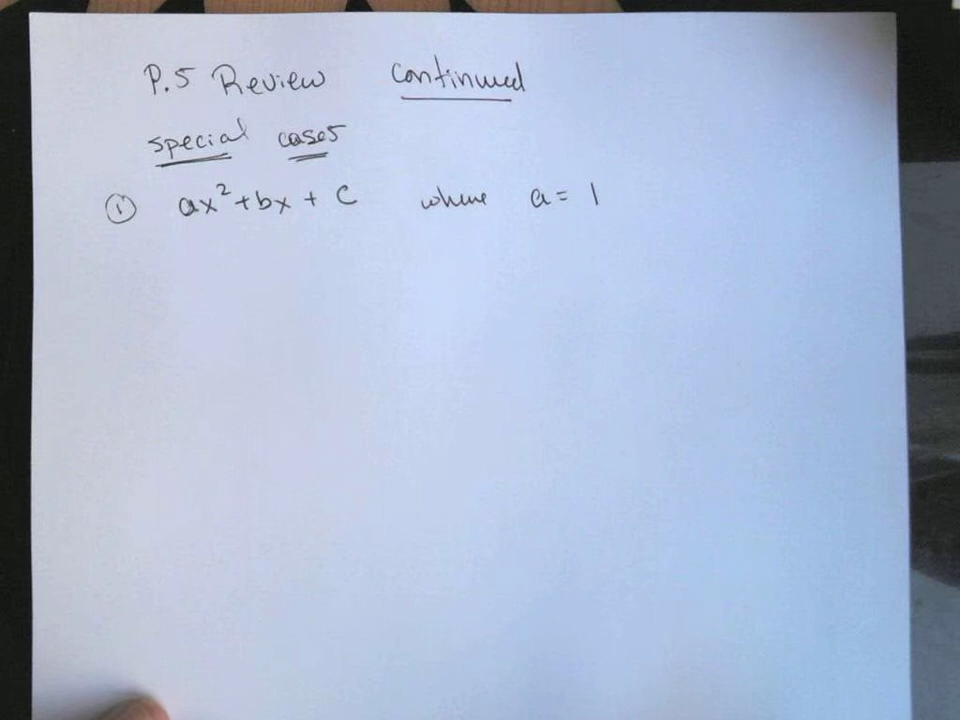 P.5 Review continued
special cases
① ax²+bx + c where a = 1